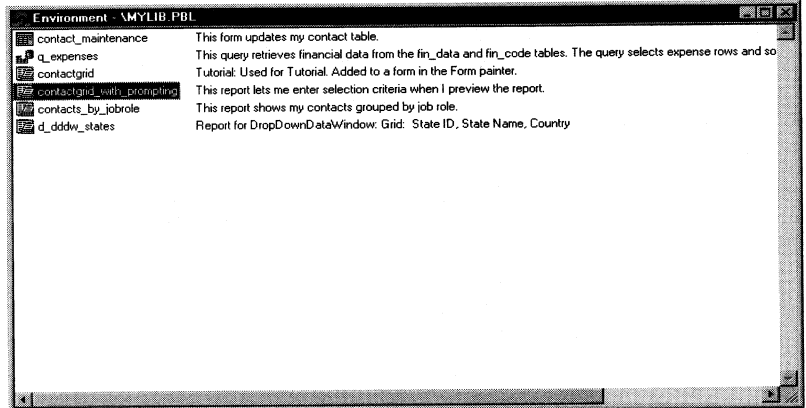 Environment - \MYLIB.PBL
contact_maintenance This form updates my contact table.
q_expenses This query retrieves financial data from the fin_data and fin_code tables. The query selects expense rows and so
contactgrid Tutorial: Used for Tutorial. Added to a form in the Form painter.
contactgrid_with_prompting This report lets me enter selection criteria when I preview the report.
contacts_by_jobrole This report shows my contacts grouped by job role.
d_dddw_states Report for DropDownDataWindow: Grid: State ID, State Name, Country